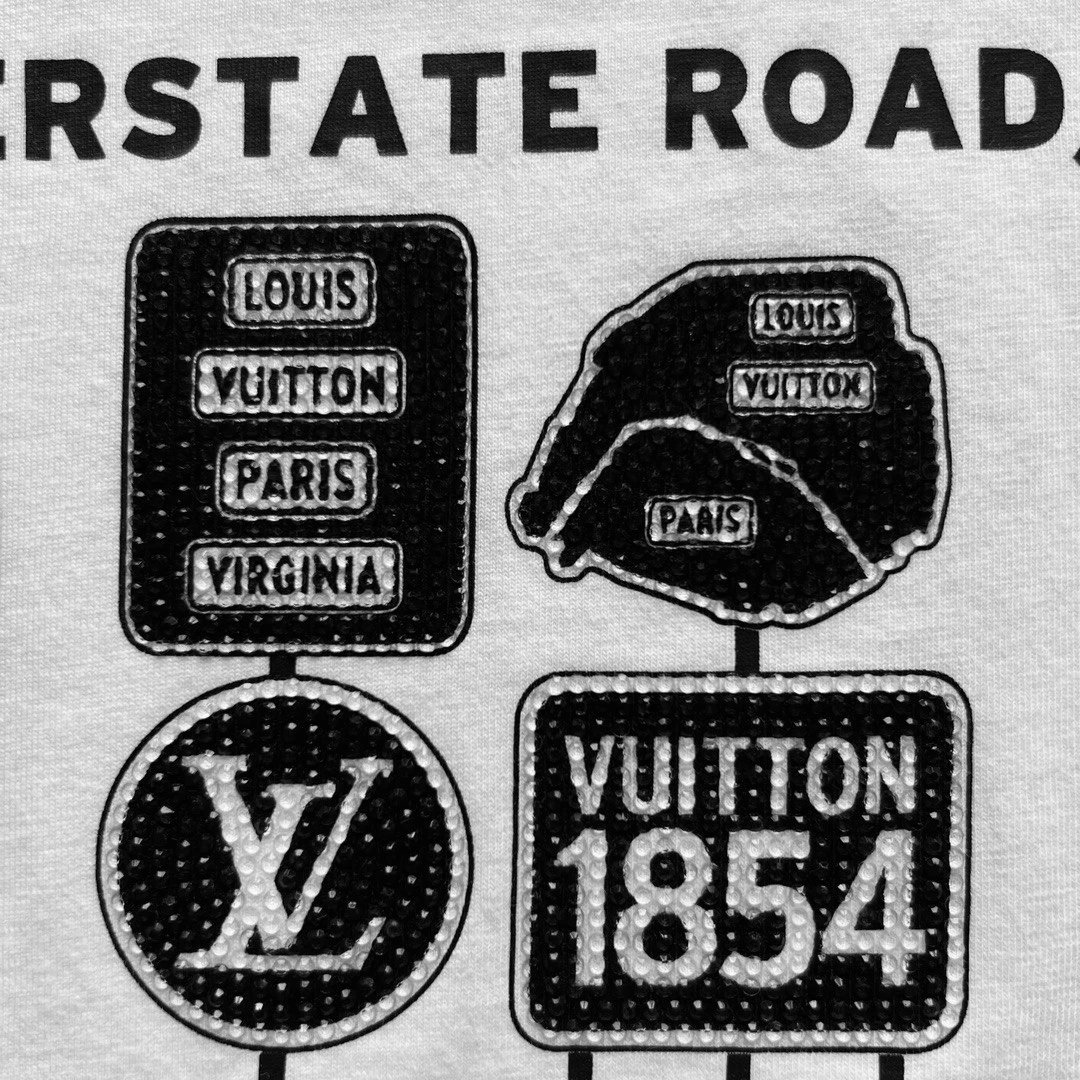 ERSTATE ROAD,
LOUIS
VUITTON
PARIS
VIRGINIA
LOUIS
VUITTON
PARIS
LV
VUITTON
1854